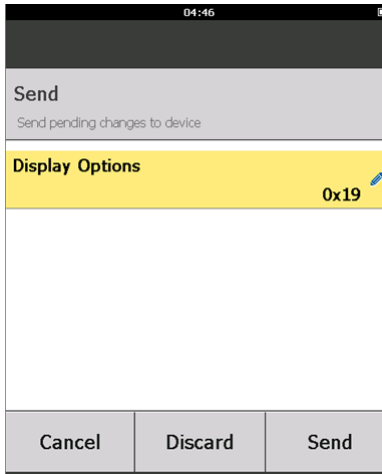 04:46
Send
Send pending changes to device
Display Options
0x19
Cancel Discard Send